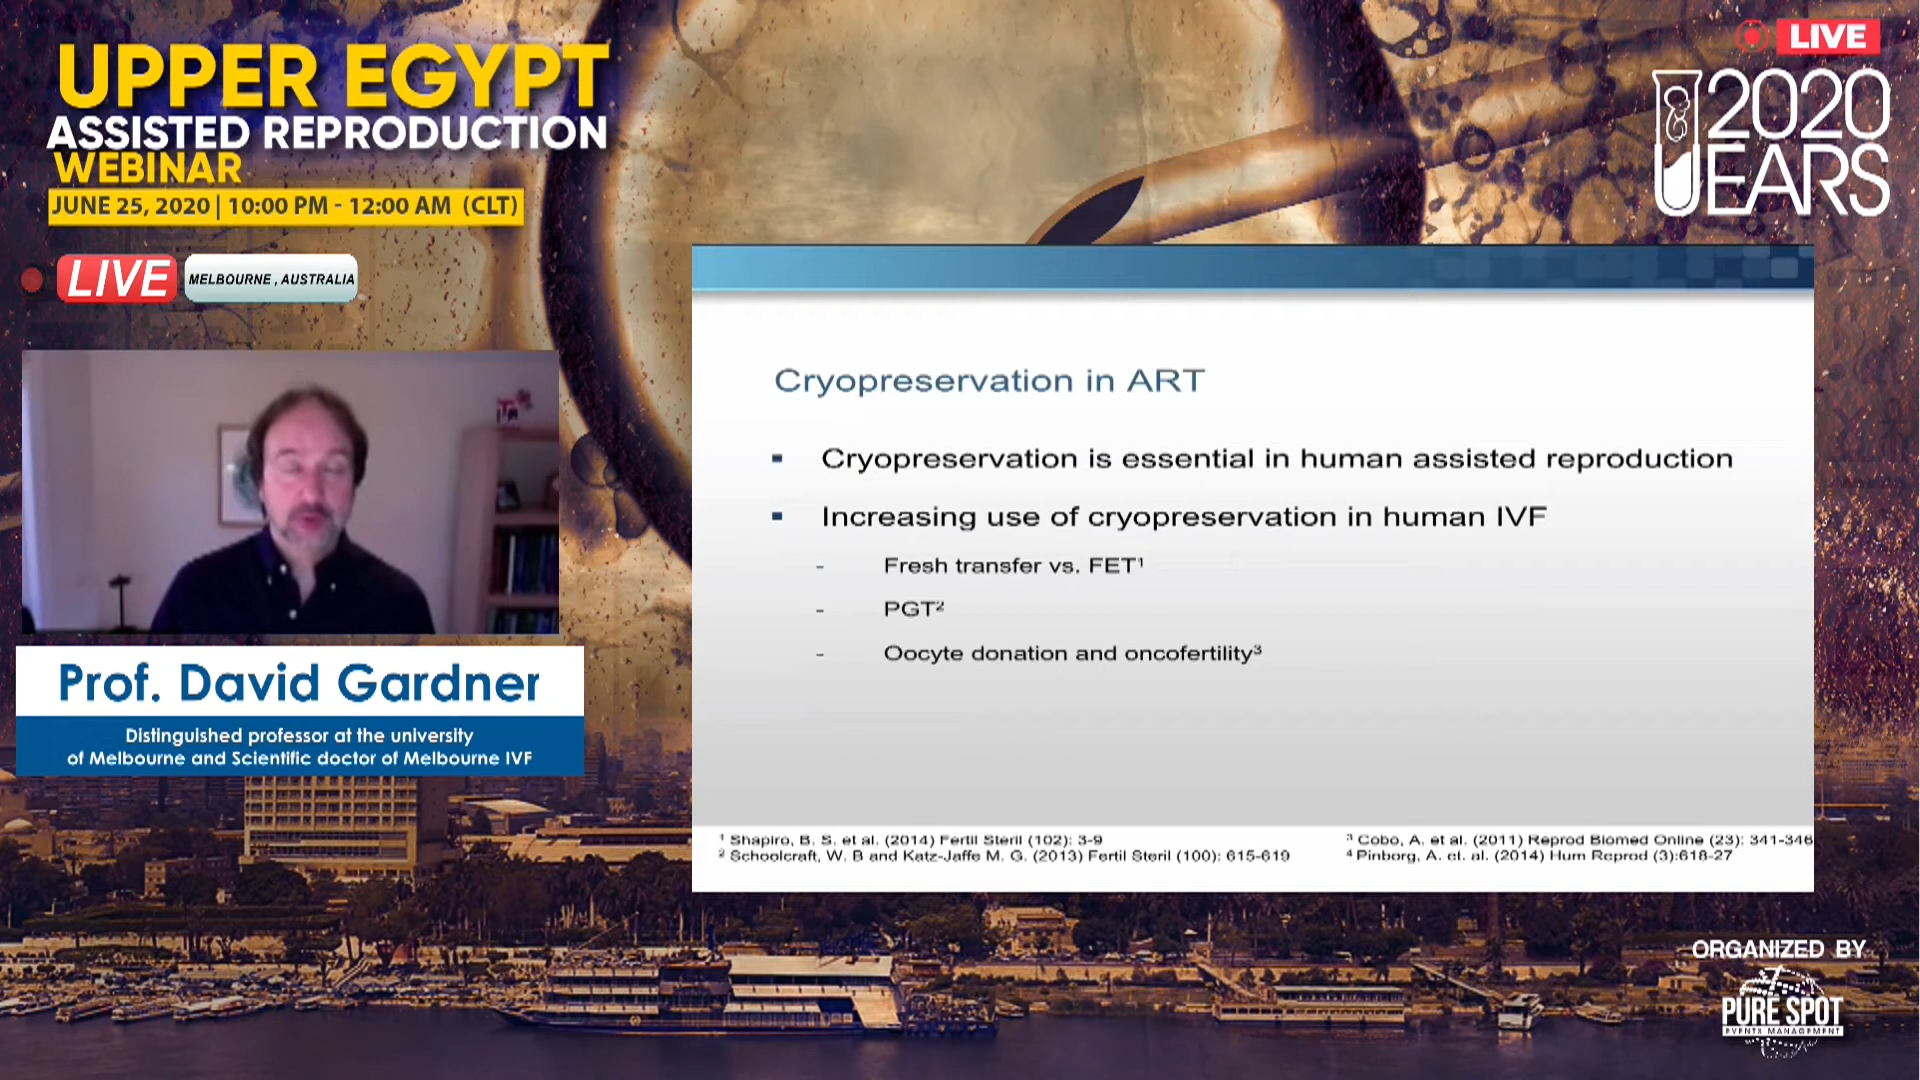 UPPER EGYPT
ASSISTED REPRODUCTION
WEBINAR
JUNE 25, 2020 | 10:00 PM - 12:00 AM (CLT)
LIVE
MELBOURNE , AUSTRALIA
LIVE
2020
UEARS
Cryopreservation in ART
▪ Cryopreservation is essential in human assisted reproduction
▪ Increasing use of cryopreservation in human IVF
- Fresh transfer vs. FET¹
- PGT²
- Oocyte donation and oncofertility³
¹ Shapiro, B. S. et al. (2014) Fertil Steril (102): 3-9
² Schoolcraft, W. B and Katz-Jaffe M. G. (2013) Fertil Steril (100): 615-619
³ Cobo, A. et al. (2011) Reprod Biomed Online (23): 341-346
⁴ Pinborg, A. et. al. (2014) Hum Reprod (3):618-27
Prof. David Gardner
Distinguished professor at the university
of Melbourne and Scientific doctor of Melbourne IVF
ORGANIZED BY
PURE SPOT
EVENTS MANAGEMENT